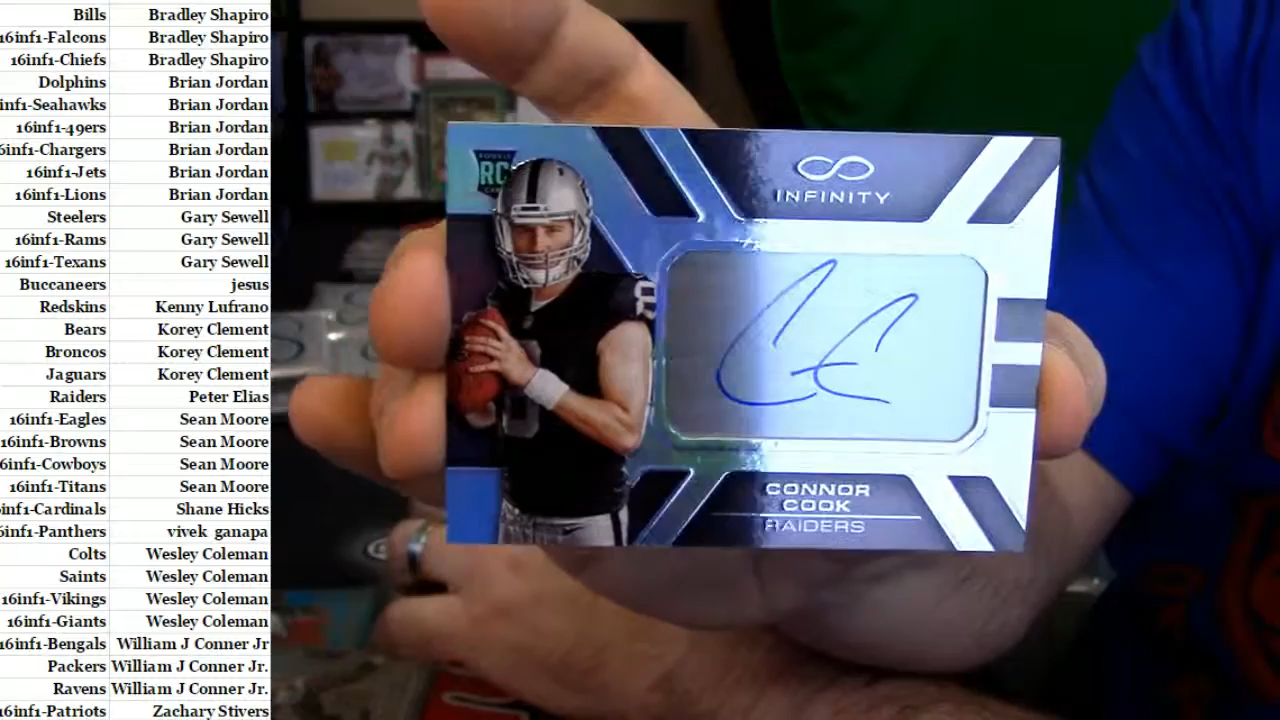 Bills Bradley Shapiro
16inf1-Falcons Bradley Shapiro
16inf1-Chiefs Bradley Shapiro
Dolphins Brian Jordan
inf1-Seahawks Brian Jordan
16inf1-49ers Brian Jordan
6inf1-Chargers Brian Jordan
16inf1-Jets Brian Jordan
16inf1-Lions Brian Jordan
Steelers Gary Sewell
16inf1-Rams Gary Sewell
16inf1-Texans Gary Sewell
Buccaneers jesus
Redskins Kenny Lufrano
Bears Korey Clement
Broncos Korey Clement
Jaguars Korey Clement
Raiders Peter Elias
16inf1-Eagles Sean Moore
16inf1-Browns Sean Moore
6inf1-Cowboys Sean Moore
16inf1-Titans Sean Moore
inf1-Cardinals Shane Hicks
6inf1-Panthers vivek ganapa
Colts Wesley Coleman
Saints Wesley Coleman
16inf1-Vikings Wesley Coleman
16inf1-Giants Wesley Coleman
16inf1-Bengals William J Conner Jr
Packers William J Conner Jr.
Ravens William J Conner Jr.
16inf1-Patriots Zachary Stivers
ROOKIE
RC
CARD
INFINITY
CC
8
CONNOR
COOK
RAIDERS